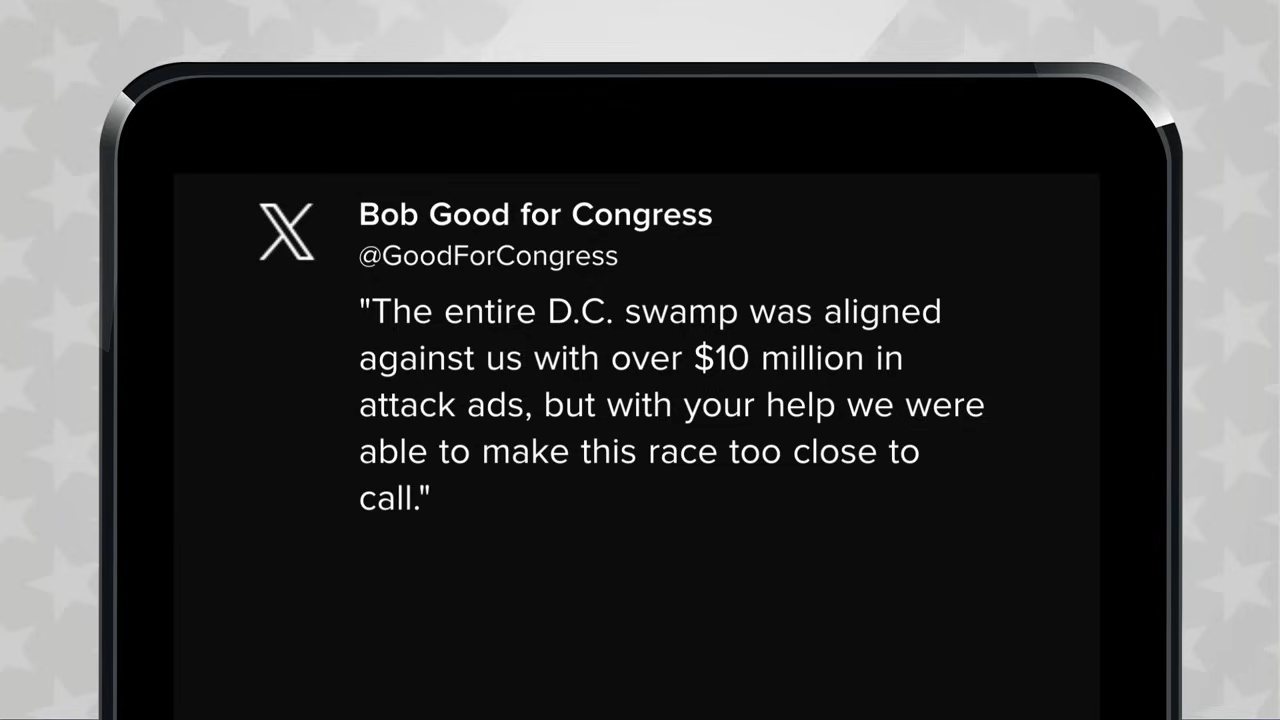 Bob Good for Congress
@GoodForCongress
"The entire D.C. swamp was aligned
against us with over $10 million in
attack ads, but with your help we were
able to make this race too close to
call."